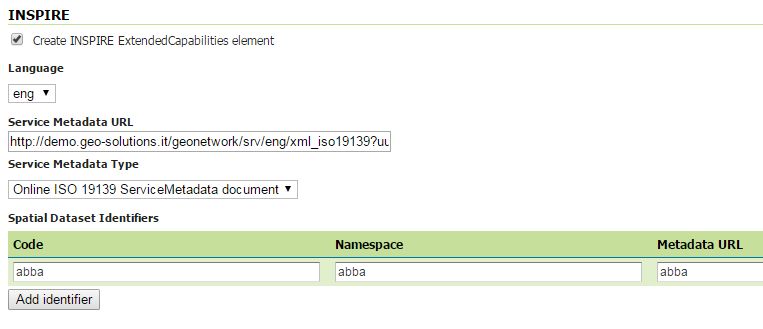 INSPIRE
Create INSPIRE ExtendedCapabilities element
Language
eng
Service Metadata URL
http://demo.geo-solutions.it/geonetwork/srv/eng/xml_iso19139?uu
Service Metadata Type
Online ISO 19139 ServiceMetadata document
Spatial Dataset Identifiers
Code Namespace Metadata URL
abba abba abba
Add identifier